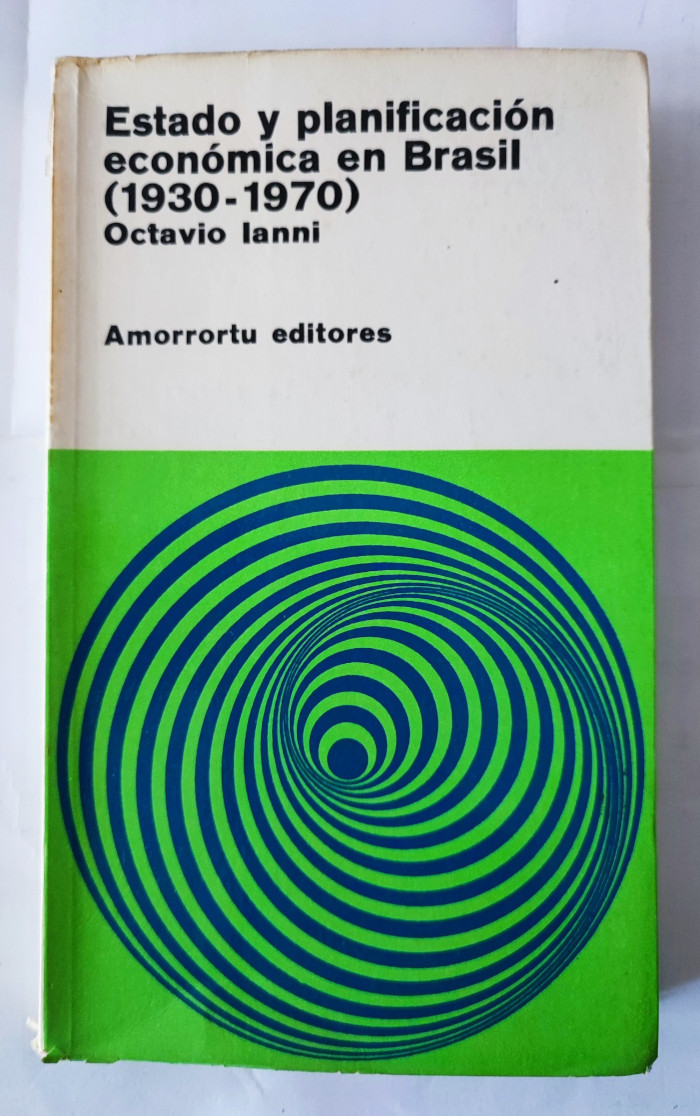 Estado y planificación
económica en Brasil
(1930-1970)
Octavio Ianni
Amorrortu editores